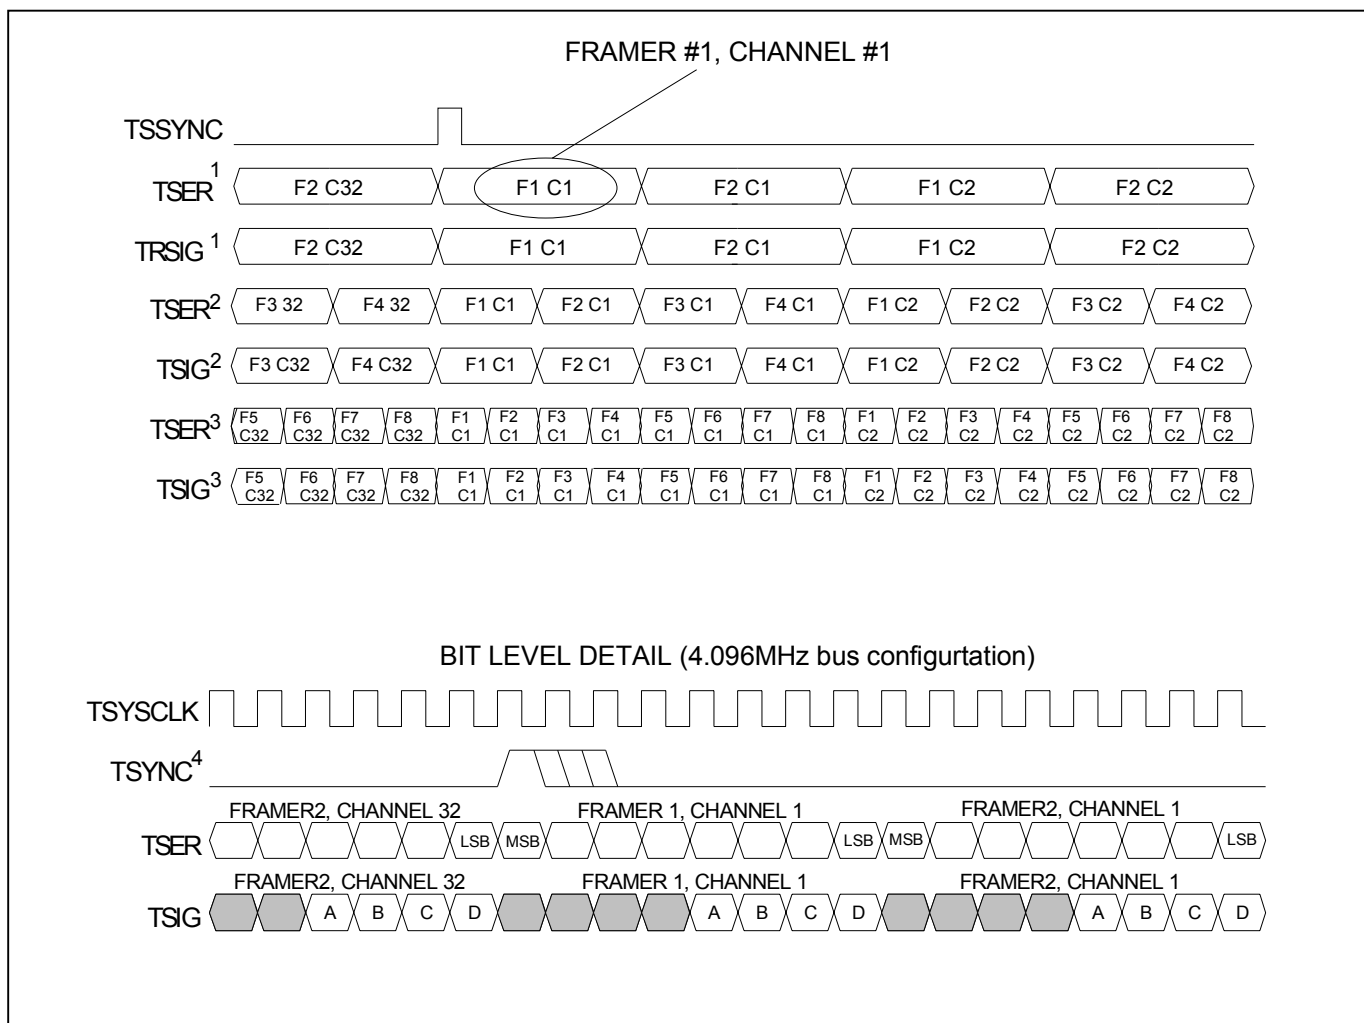 FRAMER #1, CHANNEL #1
TSSYNC
TSER1 F2 C32 F1 C1 F2 C1 F1 C2 F2 C2
TRSIG 1 F2 C32 F1 C1 F2 C1 F1 C2 F2 C2
TSER2 F3 32 F4 32 F1 C1 F2 C1 F3 C1 F4 C1 F1 C2 F2 C2 F3 C2 F4 C2
TSIG2 F3 C32 F4 C32 F1 C1 F2 C1 F3 C1 F4 C1 F1 C2 F2 C2 F3 C2 F4 C2
F5 F6 F7 F8 F1 F2 F3 F4 F5 F6 F7 F8 F1 F2 F3 F4 F5 F6 F7 F8
TSER3 C32 C32 C32 C32 C1 C1 C1 C1 C1 C1 C1 C1 C2 C2 C2 C2 C2 C2 C2 C2
F5 F6 F7 F8 F1 F2 F3 F4 F5 F6 F7 F8 F1 F2 F3 F4 F5 F6 F7 F8
TSIG3 C32 C32 C32 C32 C1 C1 C1 C1 C1 C1 C1 C1 C2 C2 C2 C2 C2 C2 C2 C2
BIT LEVEL DETAIL (4.096MHz bus configurtation)
TSYSCLK
TSYNC4
FRAMER2, CHANNEL 32 FRAMER 1, CHANNEL 1 FRAMER2, CHANNEL 1
TSER LSB MSB LSB MSB LSB
FRAMER2, CHANNEL 32 FRAMER 1, CHANNEL 1 FRAMER2, CHANNEL 1
TSIG A B C D A B C D A B C D